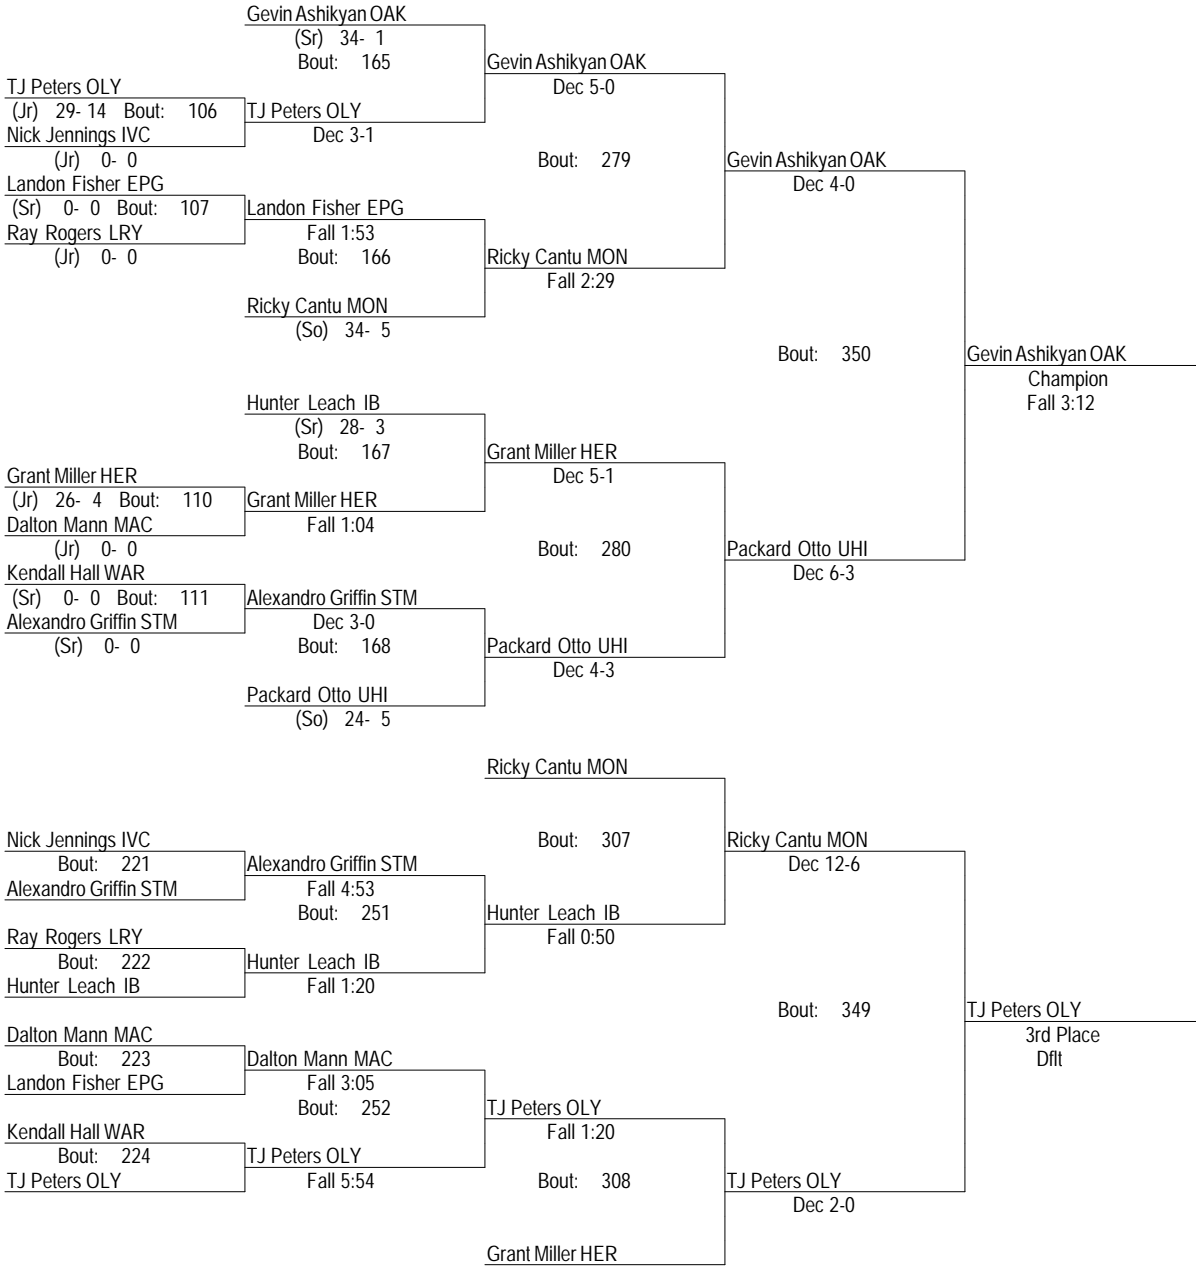 Gevin Ashikyan OAK
(Sr) 34- 1
Bout: 165
Gevin Ashikyan OAK
Dec 5-0
TJ Peters OLY
(Jr) 29- 14 Bout: 106
TJ Peters OLY
Nick Jennings IVC
Dec 3-1
(Jr) 0- 0
Bout: 279
Gevin Ashikyan OAK
Dec 4-0
Landon Fisher EPG
(Sr) 0- 0 Bout: 107
Landon Fisher EPG
Ray Rogers LRY
Fall 1:53
(Jr) 0- 0
Bout: 166
Ricky Cantu MON
Fall 2:29
Ricky Cantu MON
(So) 34- 5
Bout: 350
Gevin Ashikyan OAK
Champion
Fall 3:12
Hunter Leach IB
(Sr) 28- 3
Bout: 167
Grant Miller HER
Dec 5-1
Grant Miller HER
(Jr) 26- 4 Bout: 110
Grant Miller HER
Dalton Mann MAC
Fall 1:04
(Jr) 0- 0
Bout: 280
Packard Otto UHI
Dec 6-3
Kendall Hall WAR
(Sr) 0- 0 Bout: 111
Alexandro Griffin STM
Alexandro Griffin STM
Dec 3-0
(Sr) 0- 0
Bout: 168
Packard Otto UHI
Dec 4-3
Packard Otto UHI
(So) 24- 5
Ricky Cantu MON
Nick Jennings IVC
Bout: 307
Ricky Cantu MON
Dec 12-6
Bout: 221
Alexandro Griffin STM
Alexandro Griffin STM
Fall 4:53
Bout: 251
Hunter Leach IB
Fall 0:50
Ray Rogers LRY
Bout: 222
Hunter Leach IB
Hunter Leach IB
Fall 1:20
Bout: 349
TJ Peters OLY
3rd Place
Dflt
Dalton Mann MAC
Bout: 223
Dalton Mann MAC
Landon Fisher EPG
Fall 3:05
Bout: 252
TJ Peters OLY
Fall 1:20
Kendall Hall WAR
Bout: 224
TJ Peters OLY
TJ Peters OLY
Fall 5:54
Bout: 308
TJ Peters OLY
Dec 2-0
Grant Miller HER